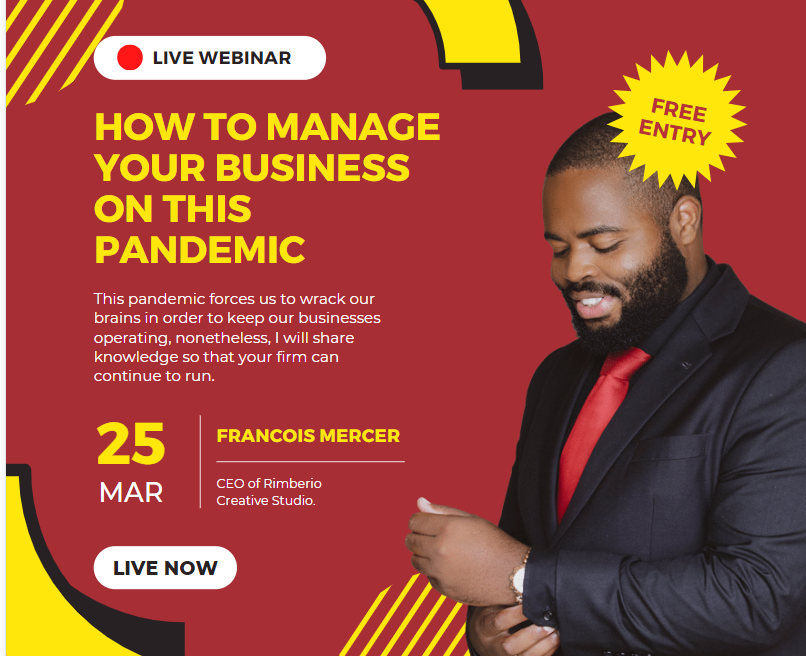 LIVE WEBINAR
FREE
ENTRY
HOW TO MANAGE
YOUR BUSINESS
ON THIS
PANDEMIC
This pandemic forces us to wrack our
brains in order to keep our businesses
operating, nonetheless, I will share
knowledge so that your firm can
continue to run.
25
MAR
FRANCOIS MERCER
CEO of Rimberio
Creative Studio.
LIVE NOW